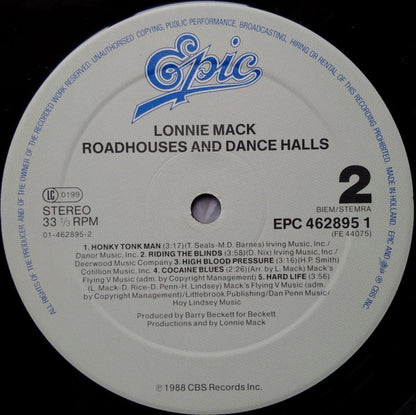 ALL RIGHTS OF THE PRODUCER AND OF THE OWNER OF THE RECORDED WORK RESERVED. UNAUTHORISED COPYING, PUBLIC PERFORMANCE, BROADCASTING, HIRING OR RENTAL OF THIS RECORDING PROHIBITED. MADE IN HOLLAND. EPIC AND
CBS INC
Epic
LONNIE MACK
ROADHOUSES AND DANCE HALLS
LC 0199
STEREO
33 ⅓ RPM
01-462895-2
2
BIEM/STEMRA
EPC 462895 1
(FE 44075)
1. HONKY TONK MAN (3:17)(T. Seals-M.D. Barnes) Irving Music, Inc./
Danor Music, Inc. 2. RIDING THE BLINDS (3:58)(D. Nix) Irving Music, Inc./
Deerwood Music Company 3. HIGH BLOOD PRESSURE (3:16)(H.P. Smith)
Cotillion Music, Inc. 4. COCAINE BLUES (2:26)(Arr. by L. Mack) Mack's
Flying V Music (adm. by Copyright Management) 5. HARD LIFE (3:56)
(L. Mack-D. Rice-D. Penn-H. Lindsey) Mack's Flying V Music (adm.
by Copyright Management)/Littlebrook Publishing/Dan Penn Music/
Hoy Lindsey Music
Produced by Barry Beckett for Beckett
Productions and by Lonnie Mack
℗ 1988 CBS Records Inc.